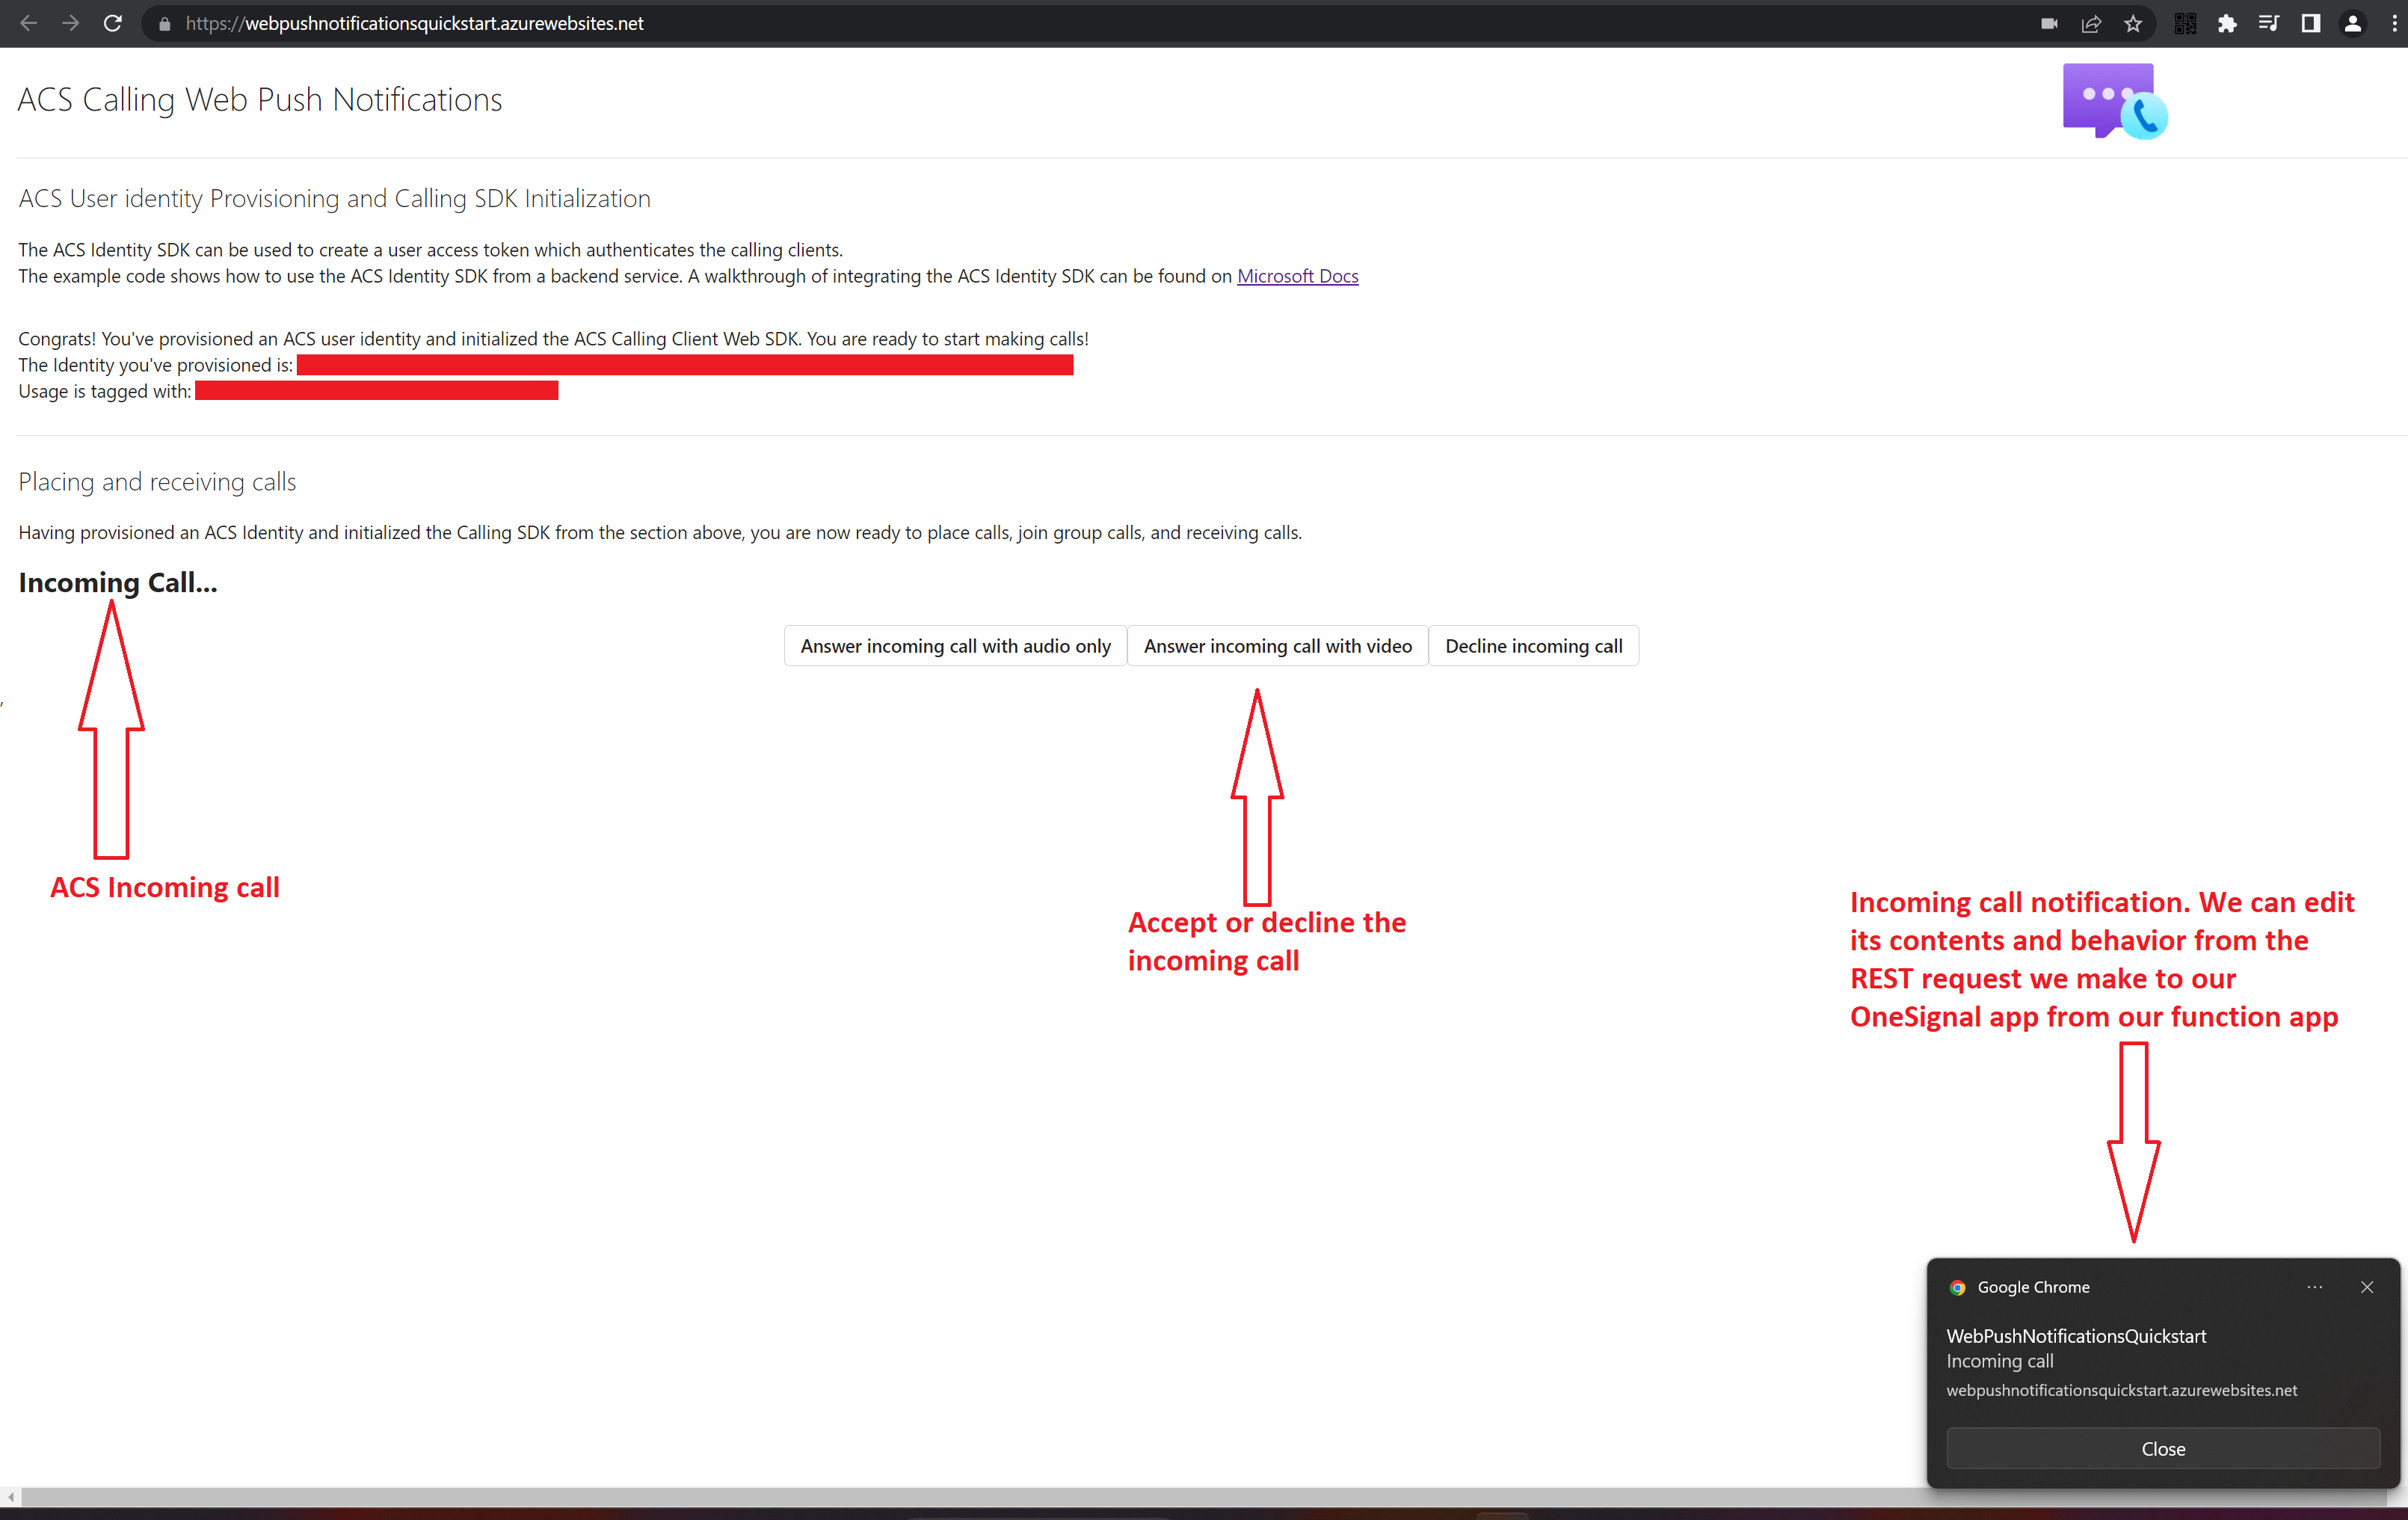 https://webpushnotificationsquickstart.azurewebsites.net
ACS Calling Web Push Notifications
ACS User identity Provisioning and Calling SDK Initialization
The ACS Identity SDK can be used to create a user access token which authenticates the calling clients.
The example code shows how to use the ACS Identity SDK from a backend service. A walkthrough of integrating the ACS Identity SDK can be found on Microsoft Docs
Congrats! You've provisioned an ACS user identity and initialized the ACS Calling Client Web SDK. You are ready to start making calls!
The Identity you've provisioned is:
Usage is tagged with:
Placing and receiving calls
Having provisioned an ACS Identity and initialized the Calling SDK from the section above, you are now ready to place calls, join group calls, and receiving calls.
Incoming Call...
Answer incoming call with audio only
Answer incoming call with video
Decline incoming call
,
ACS Incoming call
Accept or decline the
incoming call
Incoming call notification. We can edit
its contents and behavior from the
REST request we make to our
OneSignal app from our function app
Google Chrome
WebPushNotificationsQuickstart
Incoming call
webpushnotificationsquickstart.azurewebsites.net
Close